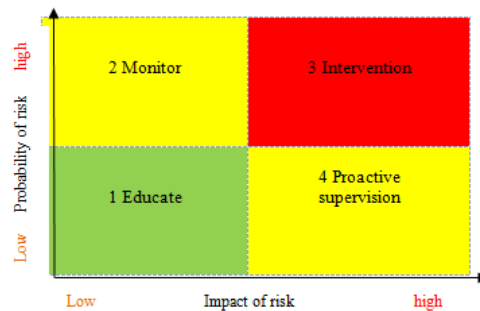 2 Monitor
3 Intervention
1 Educate
4 Proactive
supervision
Low Probability of risk high
Low Impact of risk high